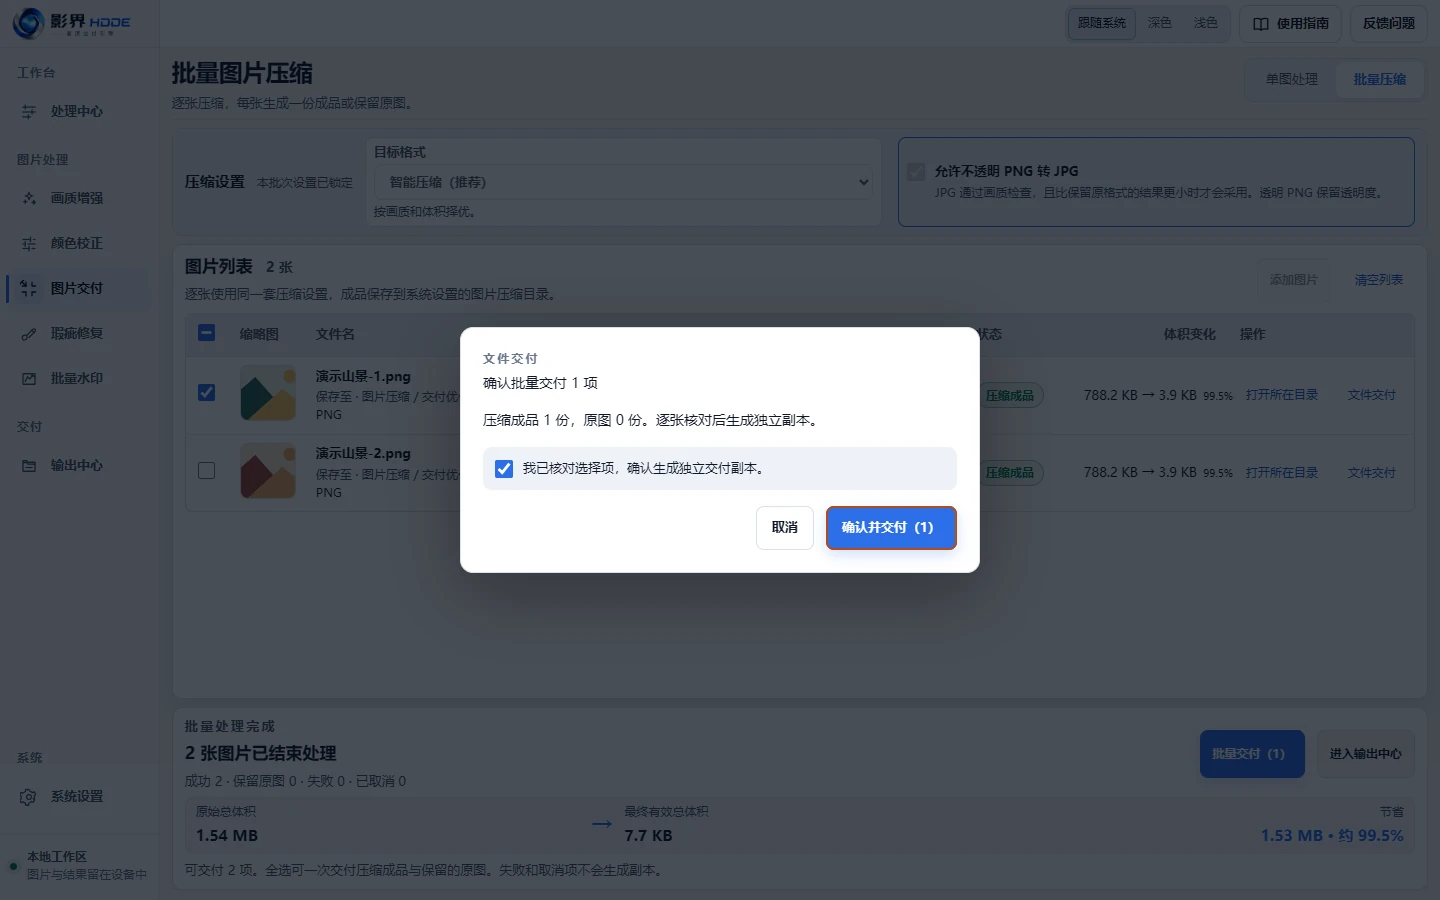 影界 HDDE
跟随系统 深色 浅色 使用指南 反馈问题
工作台
处理中心
图片处理
画质增强
颜色校正
图片交付
瑕疵修复
批量水印
交付
输出中心
系统
系统设置
本地工作区
图片与结果留在设备中
批量图片压缩
逐张压缩，每张生成一份成品或保留原图。
单图处理 批量压缩
压缩设置 本批次设置已锁定
目标格式
智能压缩（推荐）
按画质和体积择优。
允许不透明 PNG 转 JPG
JPG 通过画质检查，且比保留原格式的结果更小时才会采用。透明 PNG 保留透明度。
图片列表 2 张
逐张使用同一套压缩设置，成品保存到系统设置的图片压缩目录。
添加图片 清空列表
缩略图 文件名 状态 体积变化 操作
演示山景-1.png
保存至 · 图片压缩 / 交付优
PNG
压缩成品 788.2 KB → 3.9 KB 99.5% 打开所在目录 文件交付
演示山景-2.png
保存至 · 图片压缩 / 交付优
PNG
压缩成品 788.2 KB → 3.9 KB 99.5% 打开所在目录 文件交付
文件交付
确认批量交付 1 项
压缩成品 1 份，原图 0 份。逐张核对后生成独立副本。
我已核对选择项，确认生成独立交付副本。
取消 确认并交付（1）
批量处理完成
2 张图片已结束处理
成功 2 · 保留原图 0 · 失败 0 · 已取消 0
批量交付（1） 进入输出中心
原始总体积
1.54 MB
→
最终有效总体积
7.7 KB
节省
1.53 MB • 约 99.5%
可交付 2 项。全选可一次交付压缩成品与保留的原图。失败和取消项不会生成副本。